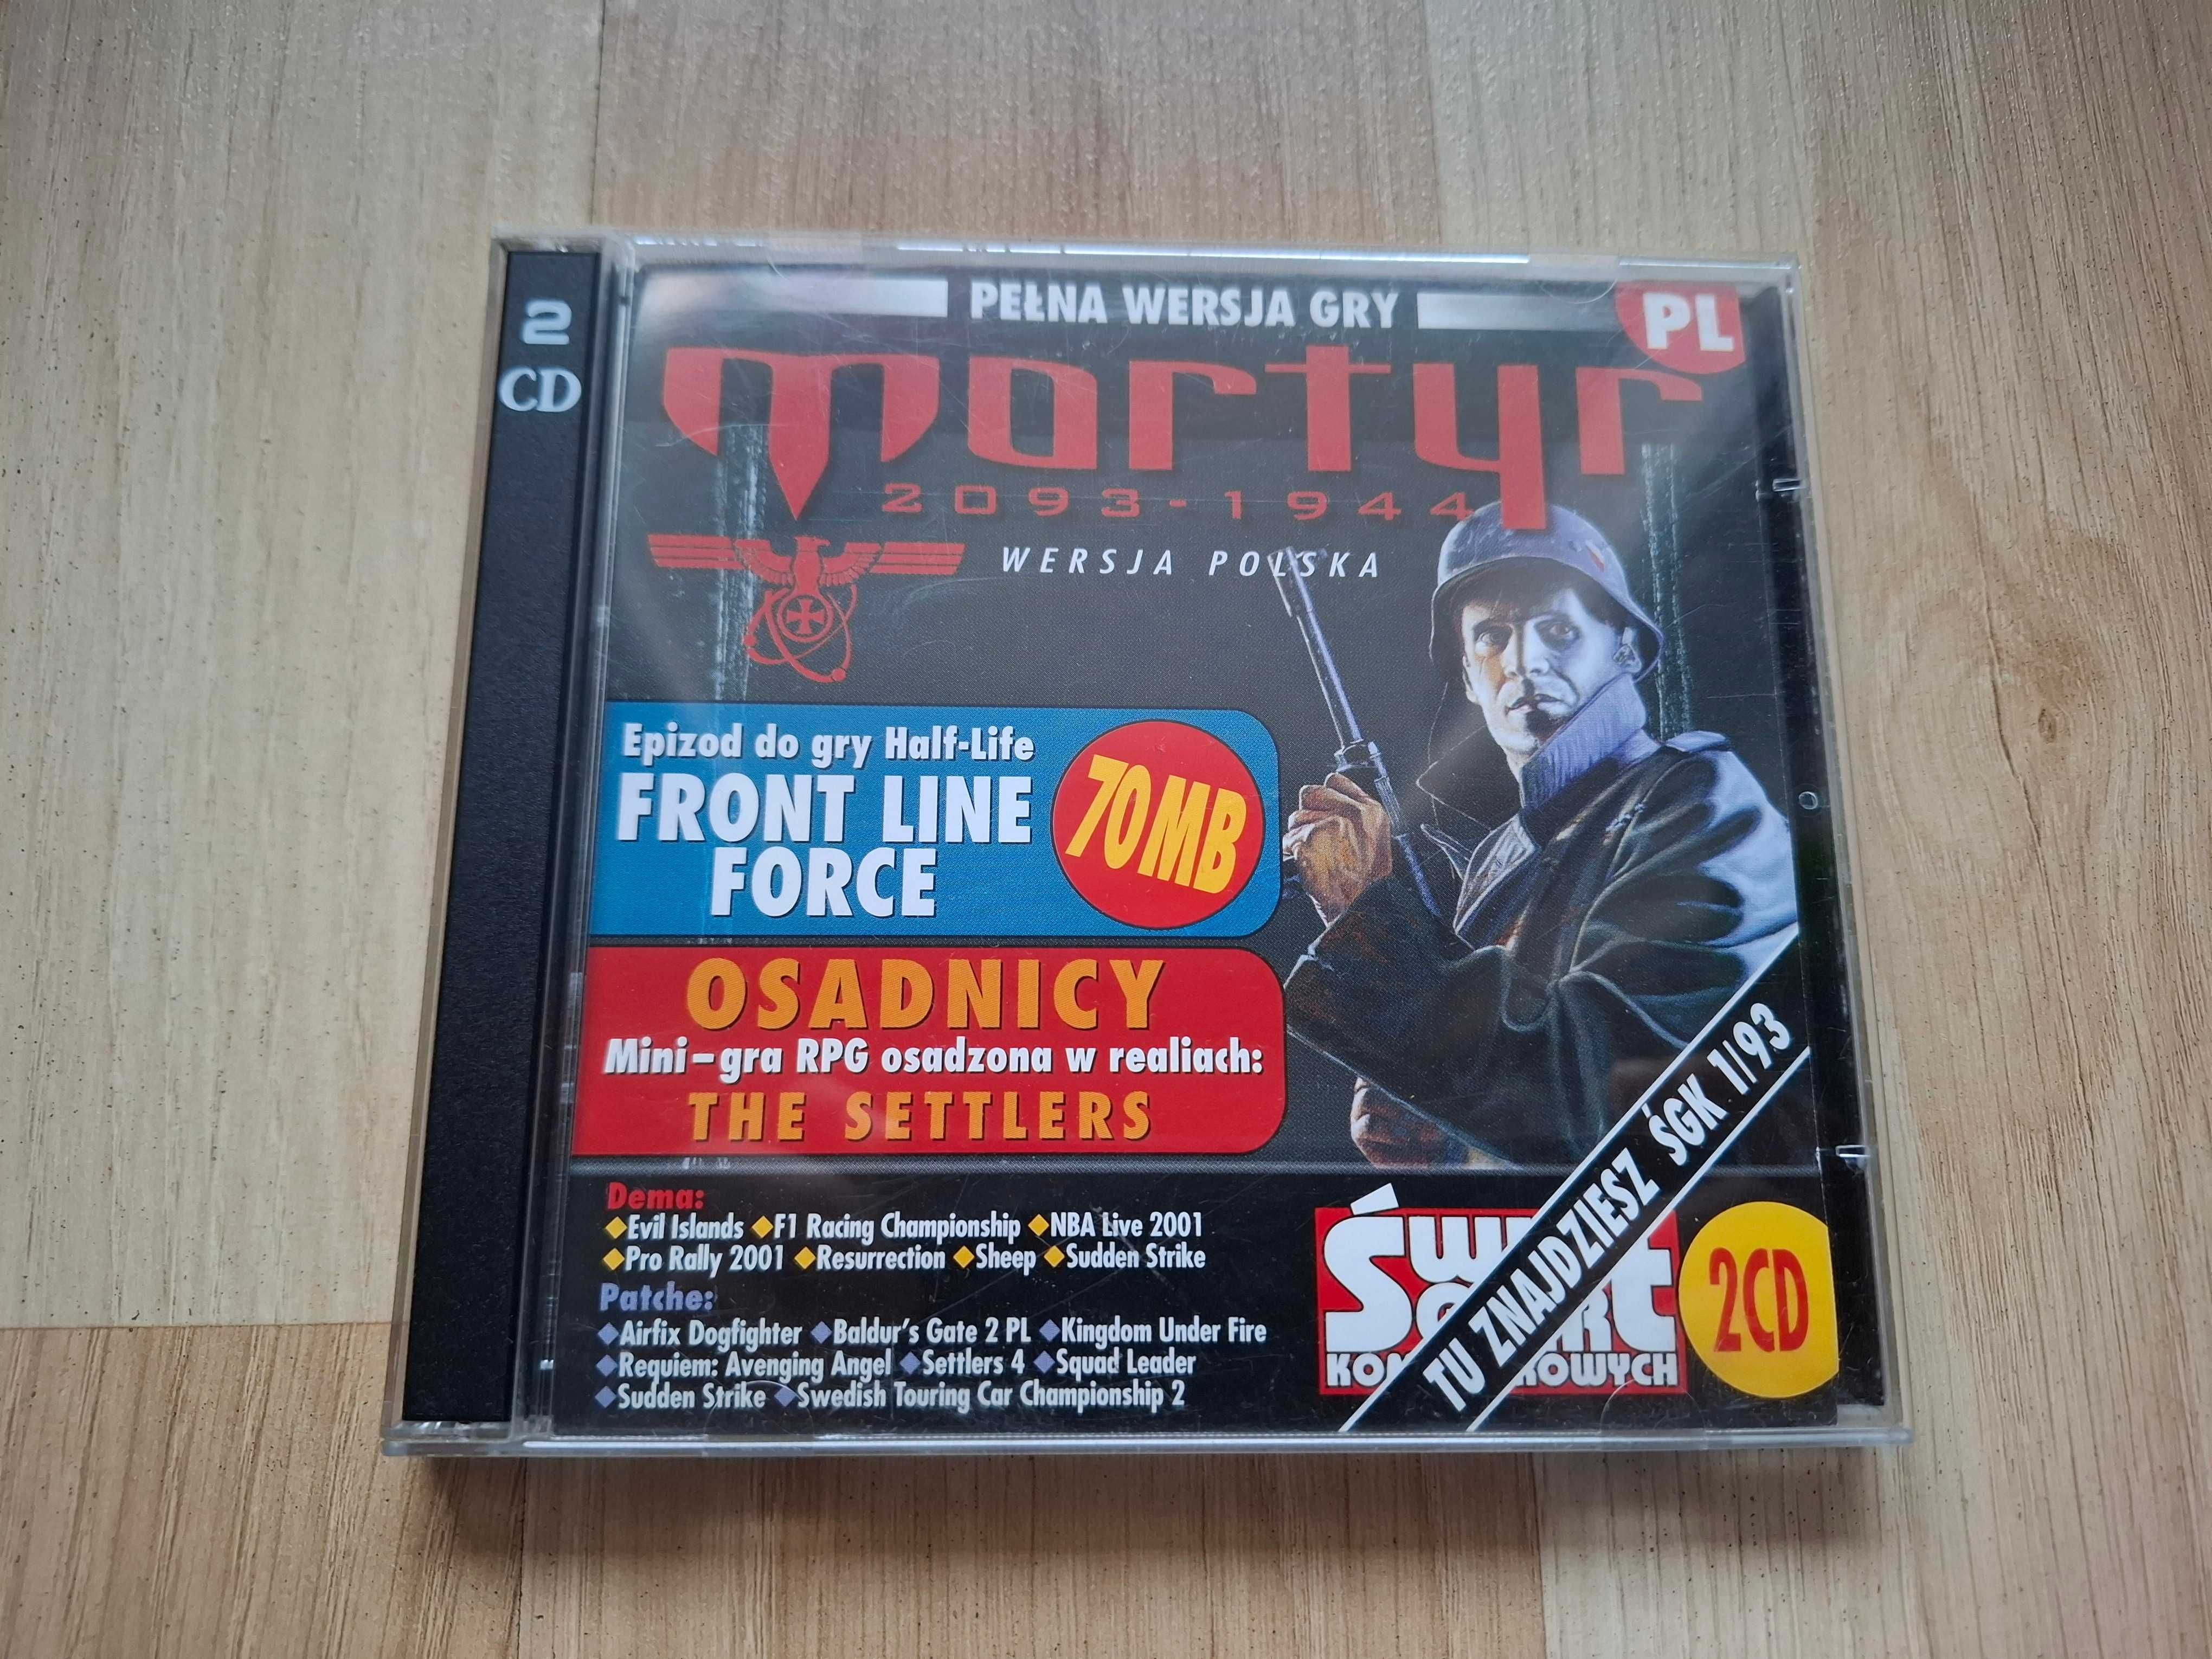 2
CD
PEŁNA WERSJA GRY
PL
mortyr
2093-1944
WERSJA POLSKA
Epizod do gry Half-Life
FRONT LINE
FORCE
70MB
OSADNICY
Mini-gra RPG osadzona w realiach:
THE SETTLERS
Dema:
◆Evil Islands ◆F1 Racing Championship ◆NBA Live 2001
◆Pro Rally 2001 ◆Resurrection ◆Sheep ◆Sudden Strike
Patche:
◆Airfix Dogfighter ◆Baldur's Gate 2 PL ◆Kingdom Under Fire
◆Requiem: Avenging Angel ◆Settlers 4 ◆Squad Leader
◆Sudden Strike ◆Swedish Touring Car Championship 2
TU ZNAJDZIESZ ŚGK 1/93
2CD